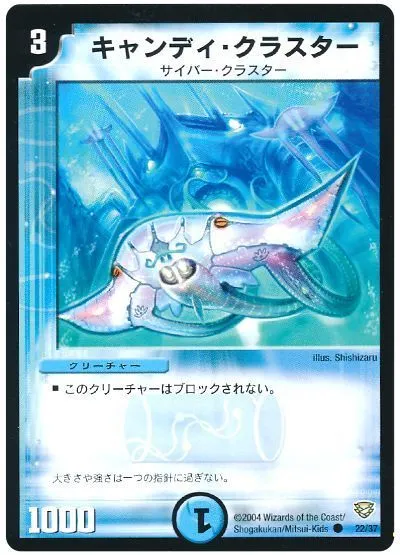 3
キャンディ・クラスター
サイバー・クラスター
illus. Shishizaru
クリーチャー
■ このクリーチャーはブロックされない。
大きさや強さは一つの指針に過ぎない。
1000
1
©2004 Wizards of the Coast/
Shogakukan/Mitsui-Kids ● 22/37